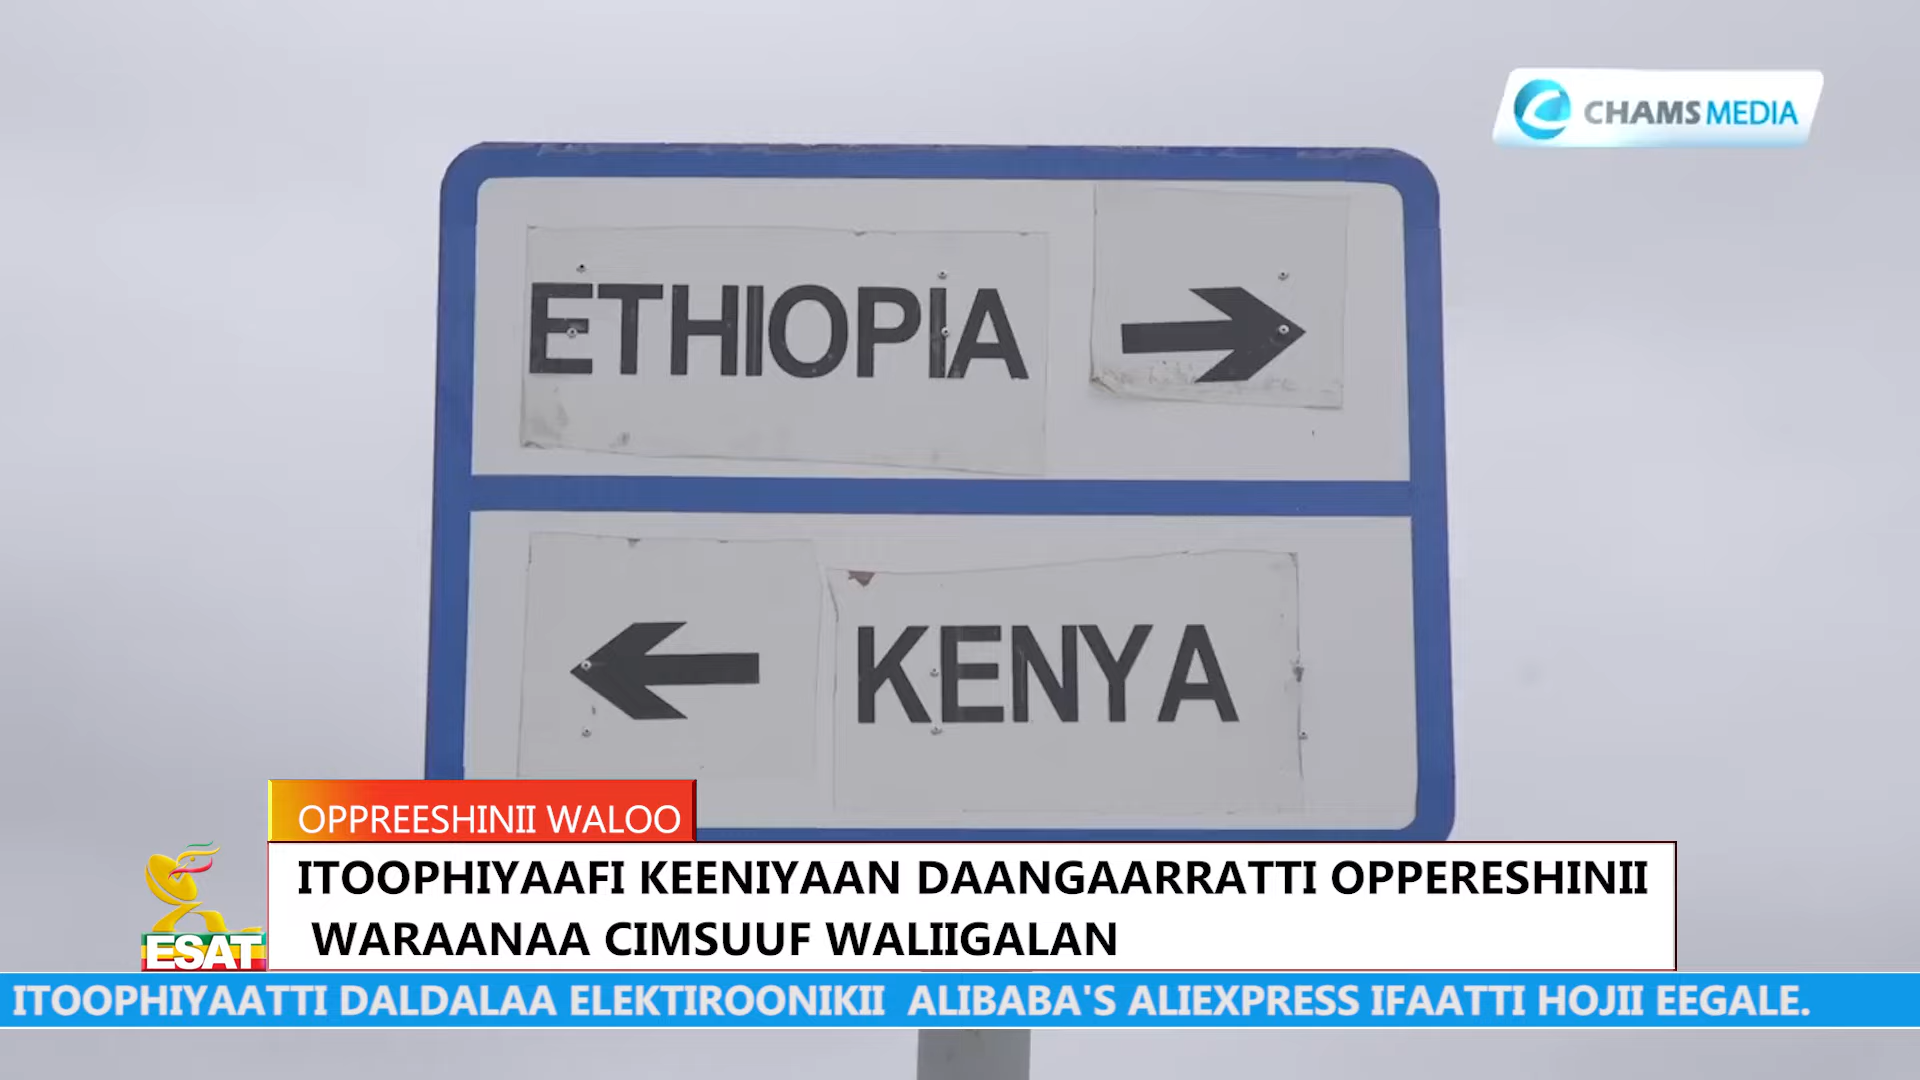 CHAMS MEDIA
ETHIOPIA
KENYA
OPPREESHINII WALOO
ITOOPHIYAAFI KEENIYAAN DAANGAARRATTI OPPERESHINII
WARAANAA CIMSUUF WALIIGALAN
ESAT
ITOOPHIYAATTI DALDALAA ELEKTIROONIKII ALIBABA'S ALIEXPRESS IFAATTI HOJII EEGALE.